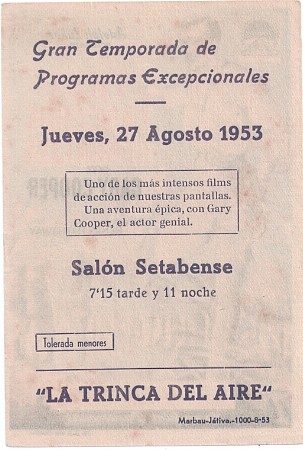 Gran Temporada de
Programas Excepcionales
Jueves, 27 Agosto 1953
Uno de los más intensos films
de acción de nuestras pantallas.
Una aventura épica, con Gary
Cooper, el actor genial.
Salón Setabense
7'15 tarde y 11 noche
Tolerada menores
"LA TRINCA DEL AIRE"
Marbau-Játiva.-1000-8-53